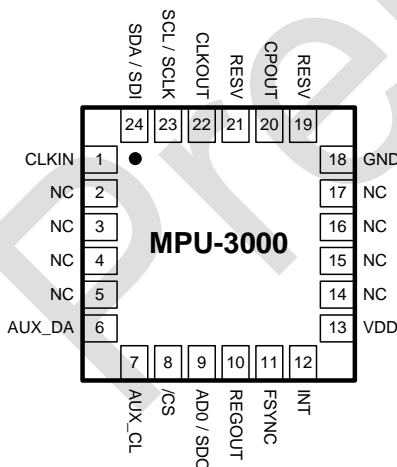 SDA / SDI
SCL / SCLK
CLKOUT
RESV
CPOUT
RESV
24 23 22 21 20 19
CLKIN 1 18 GND
NC 2 17 NC
NC 3 16 NC
MPU-3000
NC 4 15 NC
NC 5 14 NC
AUX_DA 6 13 VDD
7 8 9 10 11 12
AUX_CL
/CS
AD0 / SDO
REGOUT
FSYNC
INT
Pre